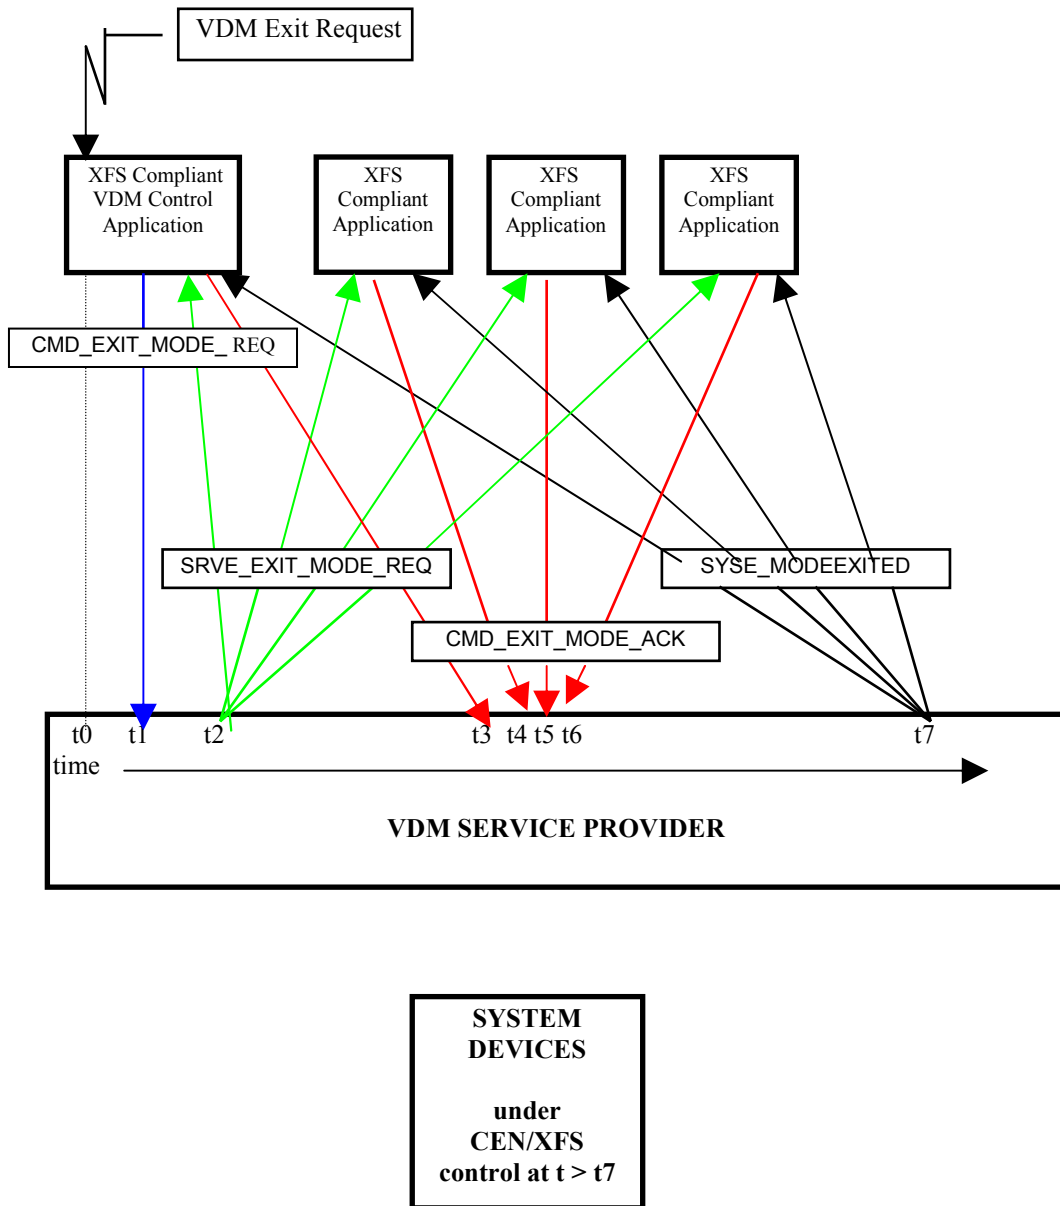 VDM Exit Request
XFS Compliant
VDM Control
Application
XFS
Compliant
Application
XFS
Compliant
Application
XFS
Compliant
Application
CMD_EXIT_MODE_ REQ
SRVE_EXIT_MODE_REQ
SYSE_MODEEXITED
CMD_EXIT_MODE_ACK
t0 t1 t2 t3 t4 t5 t6 t7
time
VDM SERVICE PROVIDER
SYSTEM
DEVICES
under
CEN/XFS
control at t > t7